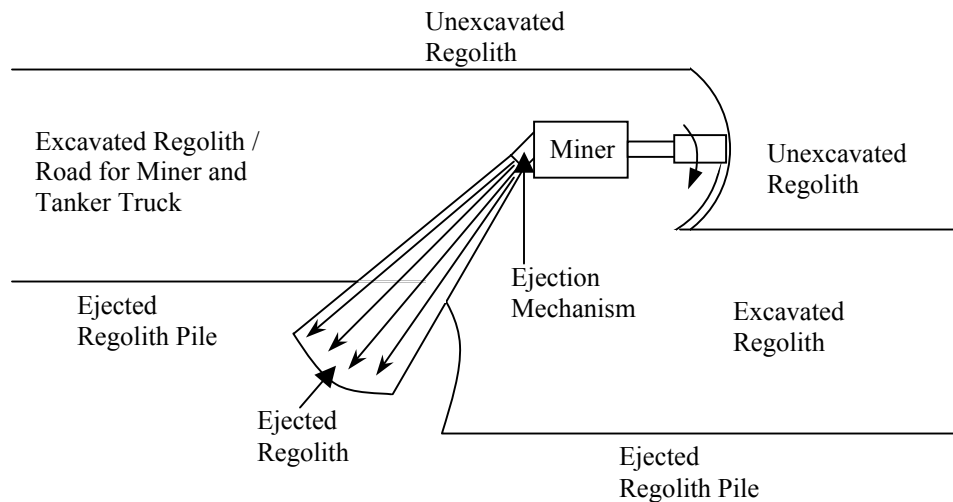 Unexcavated
Regolith
Excavated Regolith /
Road for Miner and
Tanker Truck
Miner
Unexcavated
Regolith
Ejection
Mechanism
Ejected
Regolith Pile
Excavated
Regolith
Ejected
Regolith
Ejected
Regolith Pile